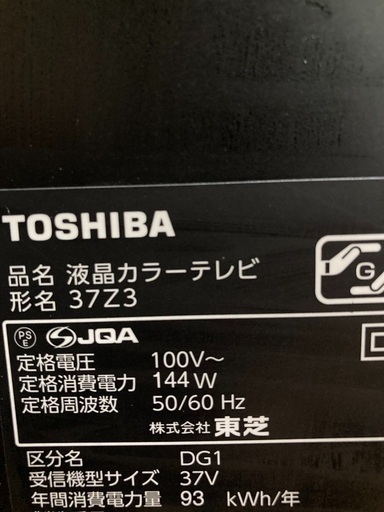 TOSHIBA
品名 液晶カラーテレビ
形名 37Z3
G
PS E JQA
定格電圧 100V～
定格消費電力 144W
定格周波数 50/60 Hz
株式会社 東芝
区分名 DG1
受信機型サイズ 37V
年間消費電力量 93 kWh/年